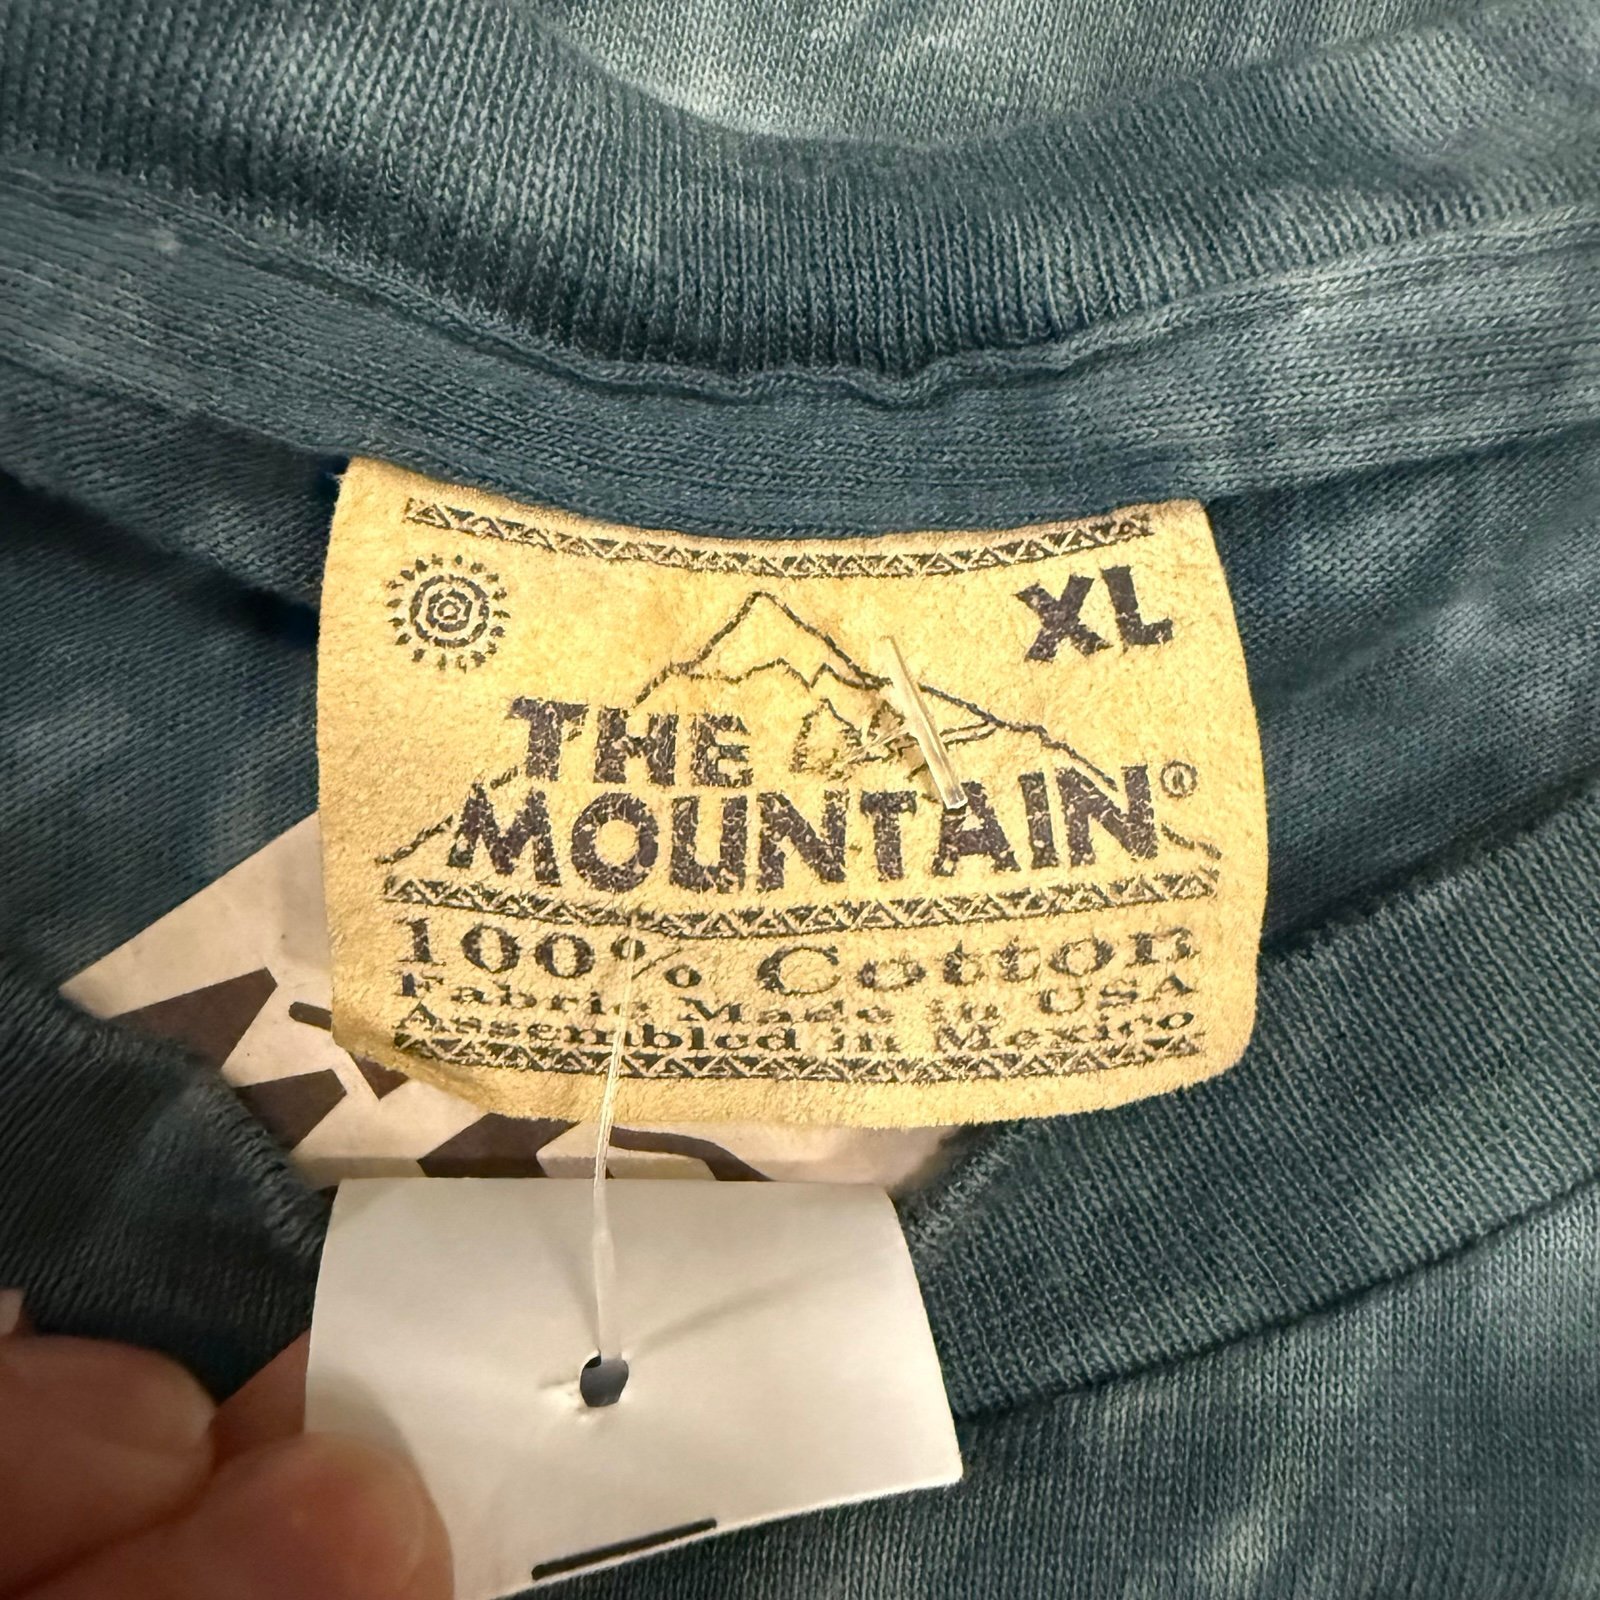 XL
THE
MOUNTAIN®
100% Cotton
Fabric Made in USA
Assembled in Mexico